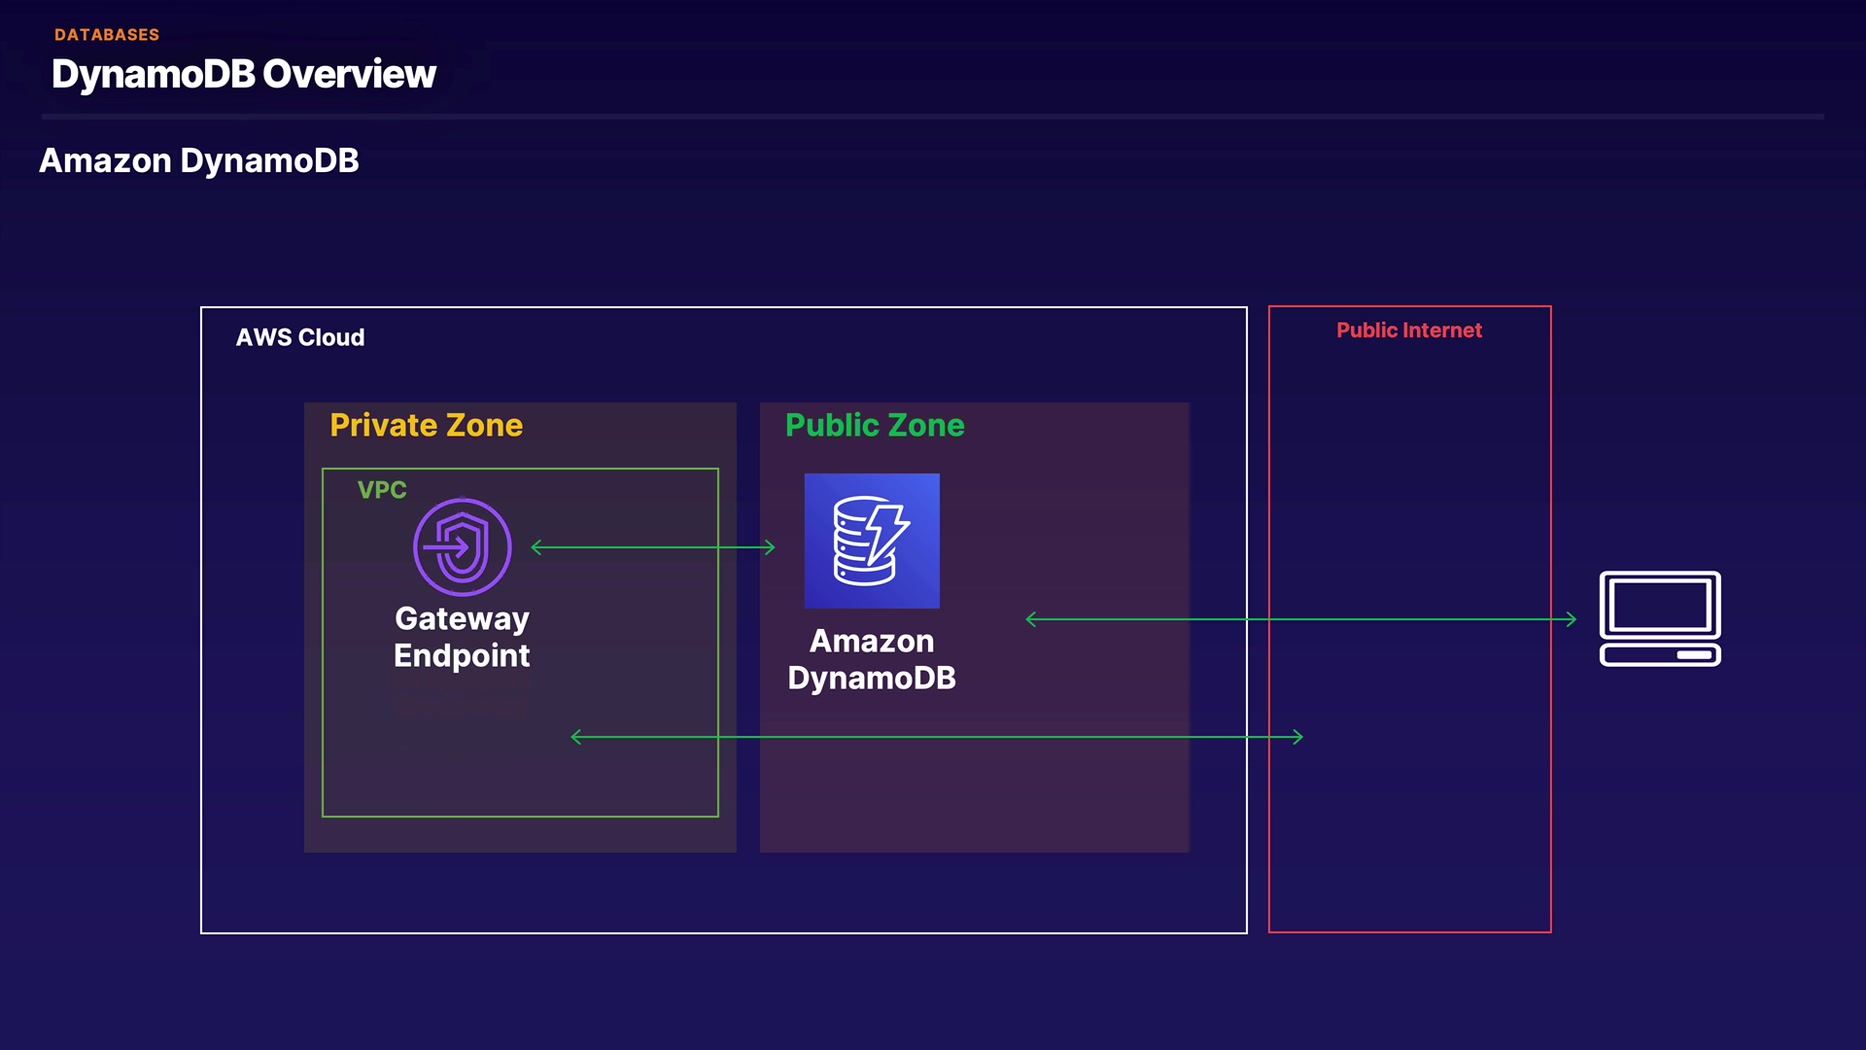 DATABASES
DynamoDB Overview
Amazon DynamoDB
AWS Cloud
Public Internet
Private Zone
Public Zone
VPC
Gateway
Endpoint
Amazon
DynamoDB